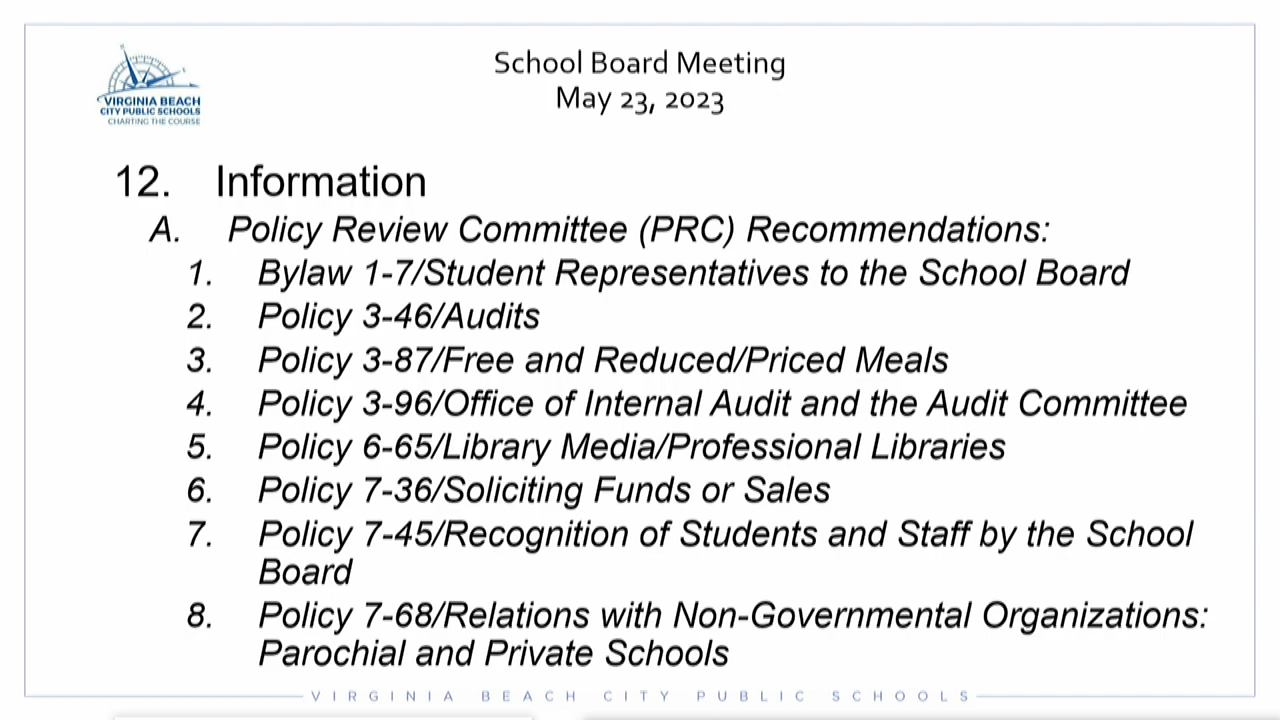 VIRGINIA BEACH
CITY PUBLIC SCHOOLS
CHARTING THE COURSE
School Board Meeting
May 23, 2023
12. Information
A. Policy Review Committee (PRC) Recommendations:
1. Bylaw 1-7/Student Representatives to the School Board
2. Policy 3-46/Audits
3. Policy 3-87/Free and Reduced/Priced Meals
4. Policy 3-96/Office of Internal Audit and the Audit Committee
5. Policy 6-65/Library Media/Professional Libraries
6. Policy 7-36/Soliciting Funds or Sales
7. Policy 7-45/Recognition of Students and Staff by the School
Board
8. Policy 7-68/Relations with Non-Governmental Organizations:
Parochial and Private Schools
VIRGINIA BEACH CITY PUBLIC SCHOOLS